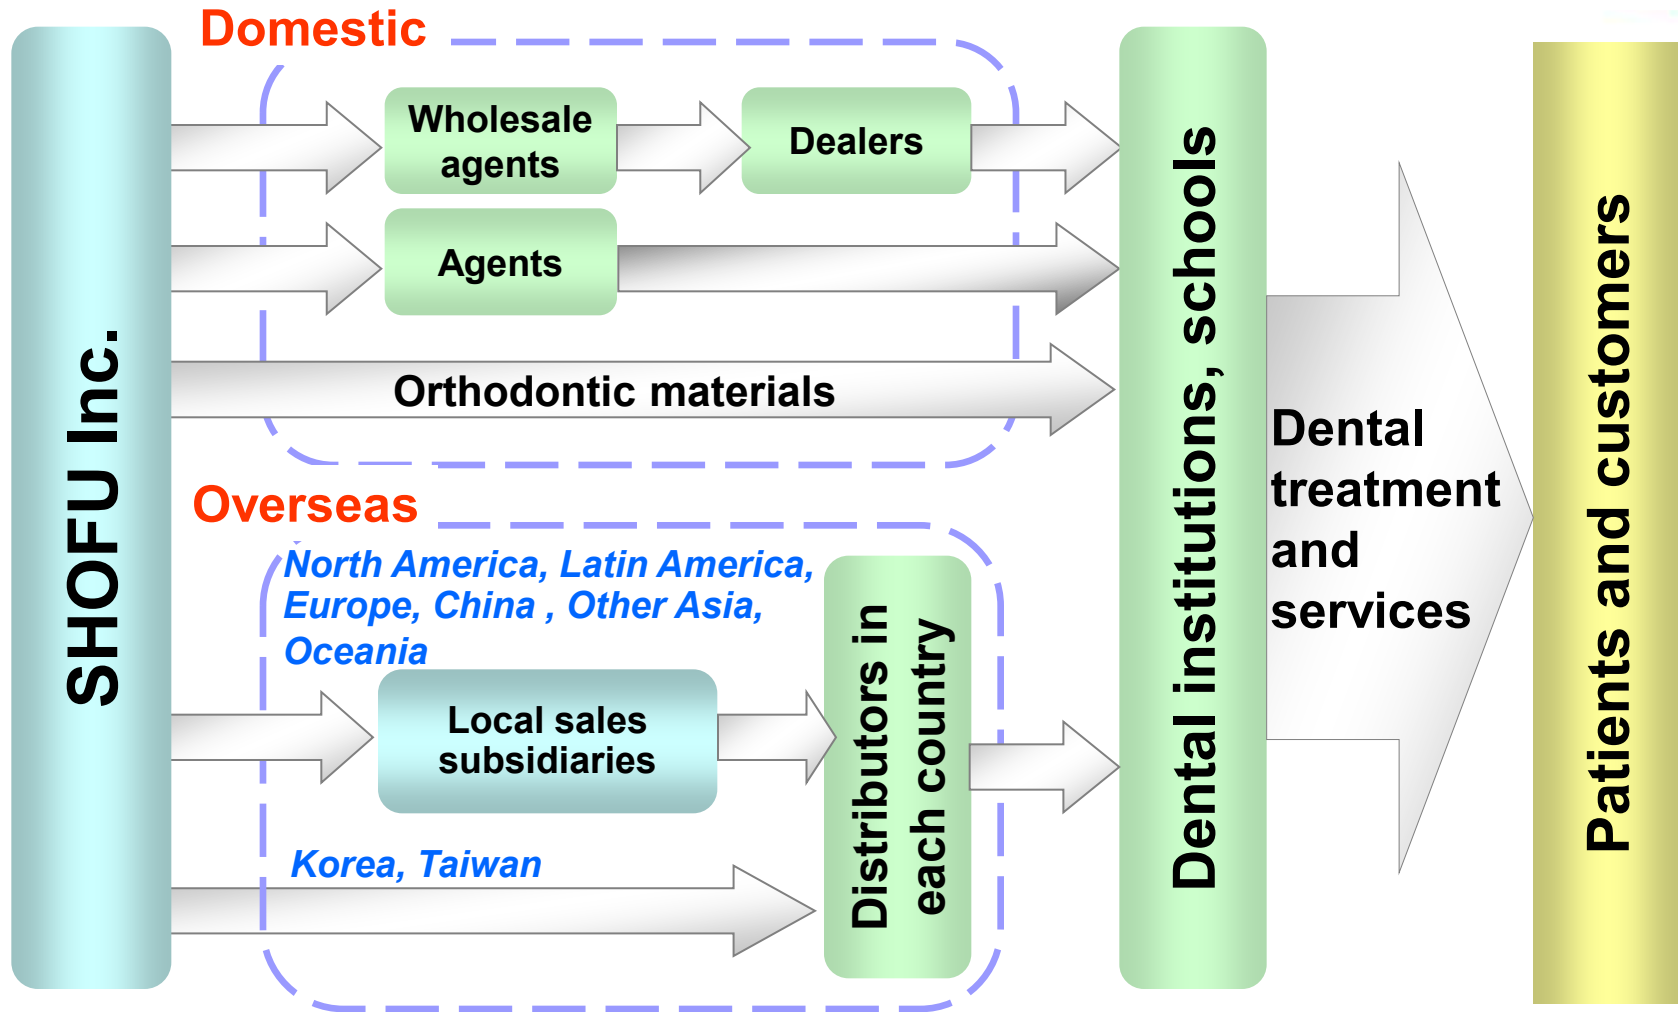 SHOFU Inc.
Domestic
Wholesale
agents
Dealers
Agents
Orthodontic materials
Overseas
North America, Latin America,
Europe, China , Other Asia,
Oceania
Local sales
subsidiaries
Korea, Taiwan
Distributors in
each country
Dental institutions, schools
Dental
treatment
and
services
Patients and customers